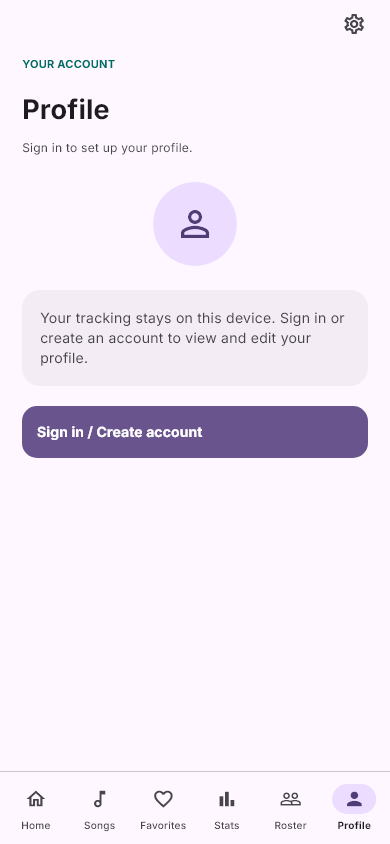 YOUR ACCOUNT
Profile
Sign in to set up your profile.
Your tracking stays on this device. Sign in or
create an account to view and edit your
profile.
Sign in / Create account
Home
Songs
Favorites
Stats
Roster
Profile